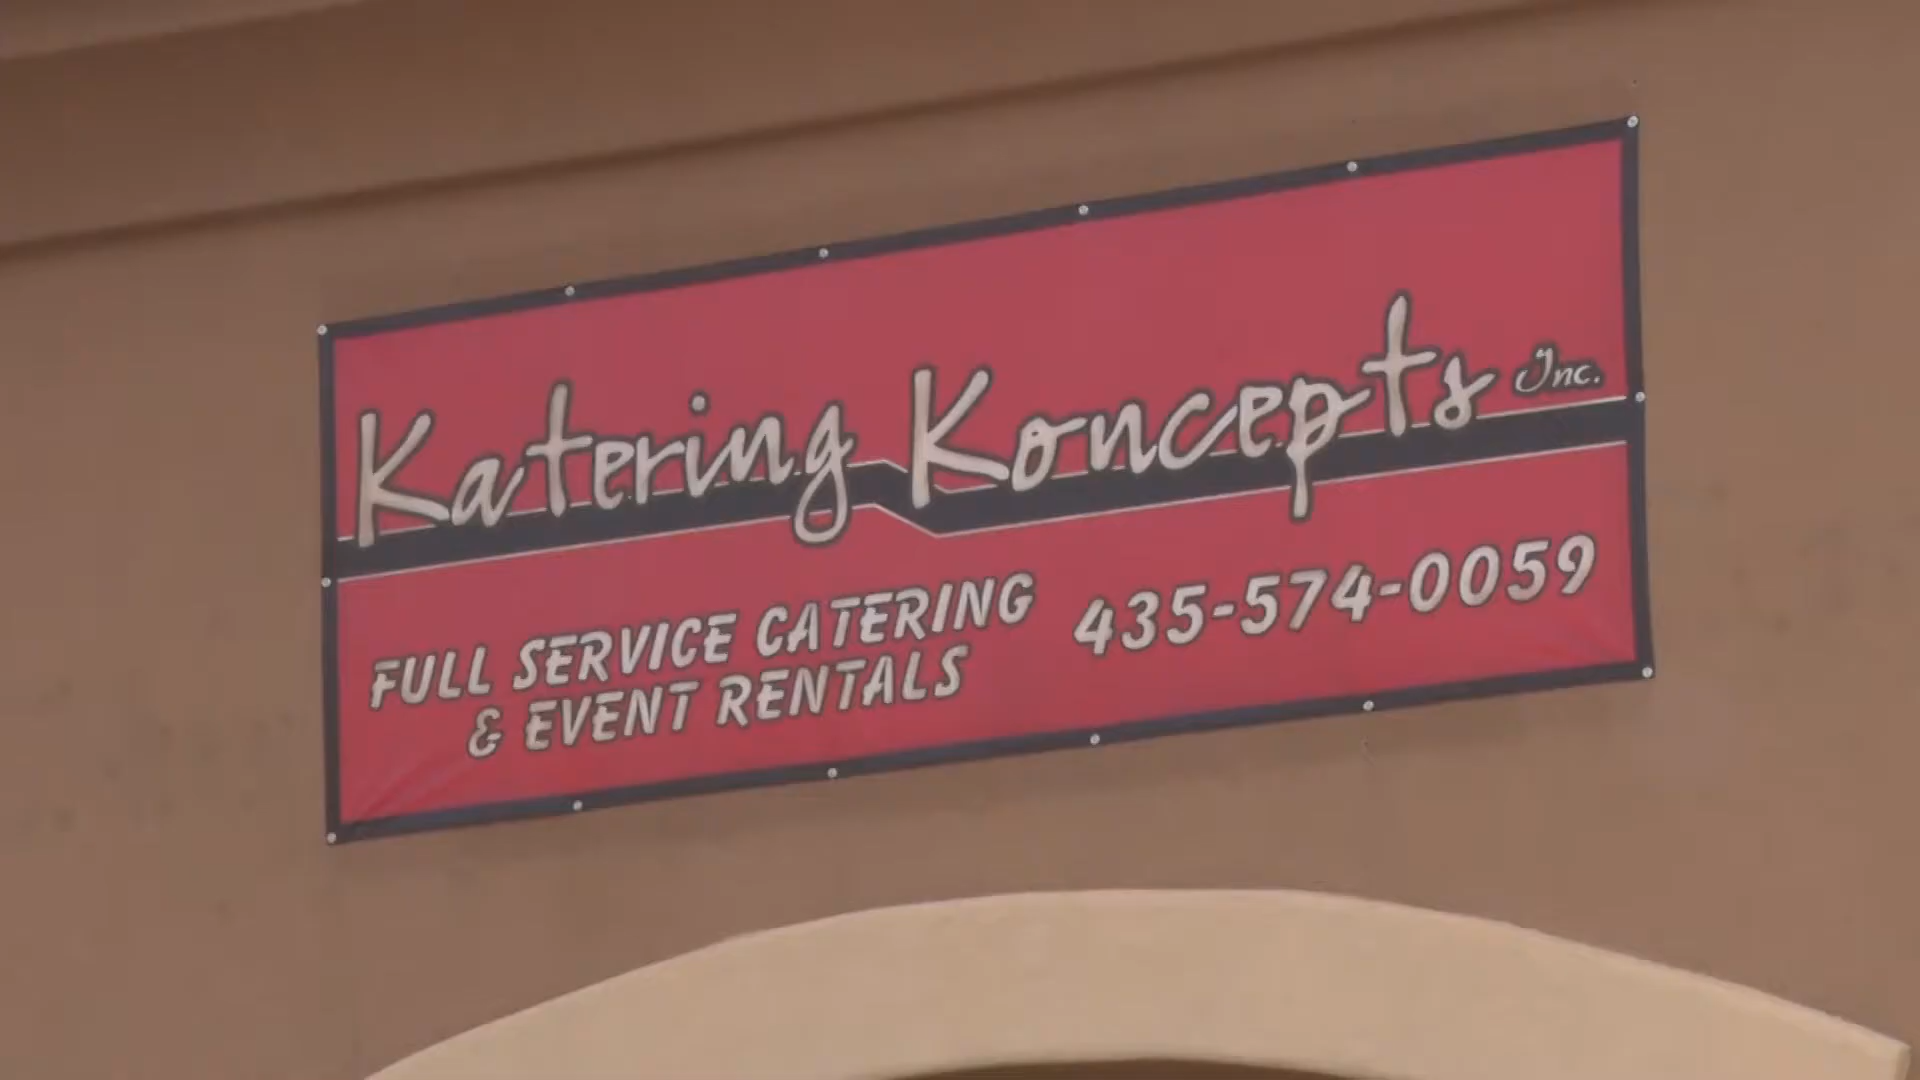 Katering Koncepts Inc.
FULL SERVICE CATERING
& EVENT RENTALS
435-574-0059